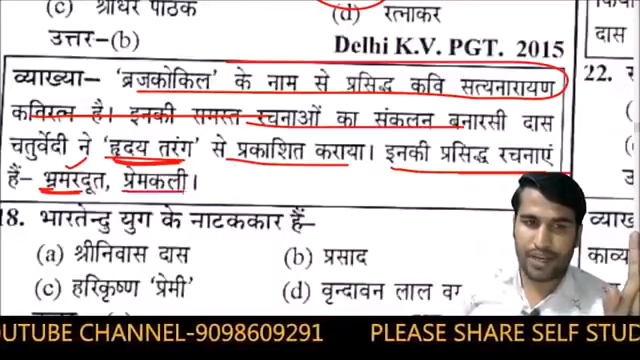 (c) श्रीधर पाठक
(d) रत्नाकर
उत्तर-(b)
Delhi K.V. PGT. 2015
व्याख्या– 'ब्रजकोकिल' के नाम से प्रसिद्ध कवि सत्यनारायण
कविरत्न है। इनकी समस्त रचनाओं का संकलन बनारसी दास
चतुर्वेदी ने 'हृदय तरंग' से प्रकाशित कराया। इनकी प्रसिद्ध रचनाएं
हैं– भ्रमरदूत, प्रेमकली।
18. भारतेन्दु युग के नाटककार हैं–
(a) श्रीनिवास दास
(b) प्रसाद
(c) हरिकृष्ण 'प्रेमी'
(d) वृन्दावन लाल
दास
22.
व्याख्या
काव्य
OUTUBE CHANNEL-9098609291
PLEASE SHARE SELF STUD